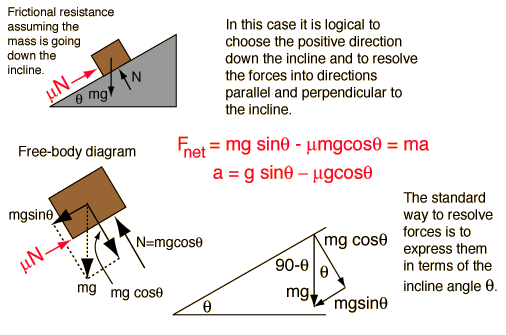 Frictional resistance
assuming the
mass is going
down the
incline.
μN
mg
N
θ
In this case it is logical to
choose the positive direction
down the incline and to resolve
the forces into directions
parallel and perpendicular to
the incline.
Fnet = mg sinθ - μmgcosθ = ma
a = g sinθ – μgcosθ
Free-body diagram
mgsinθ
μN
N=mgcosθ
mg
mg cosθ
mg cosθ
90-θ
θ
mg
mgsinθ
θ
The standard
way to resolve
forces is to
express them
in terms of the
incline angle θ.